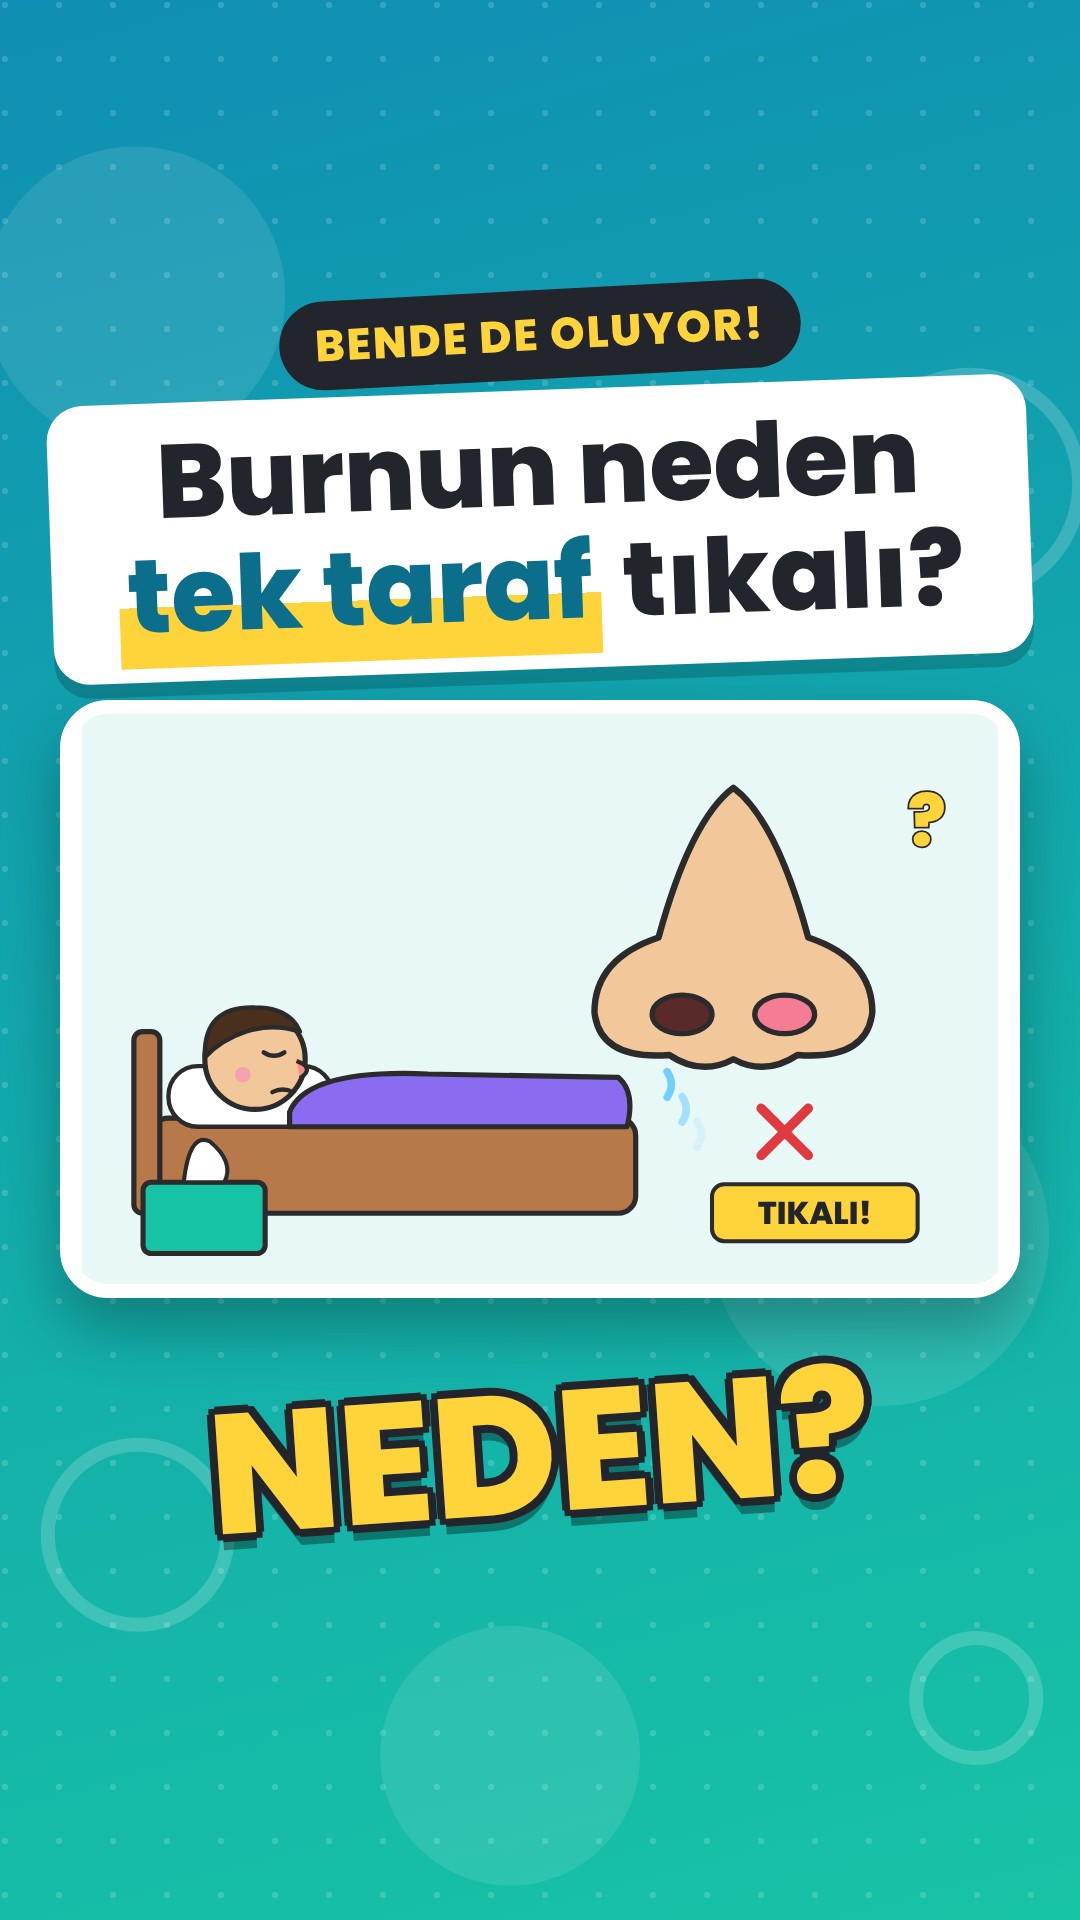 BENDE DE OLUYOR!
Burnun neden
tek taraf tıkalı?
?
TIKALI!
NEDEN?